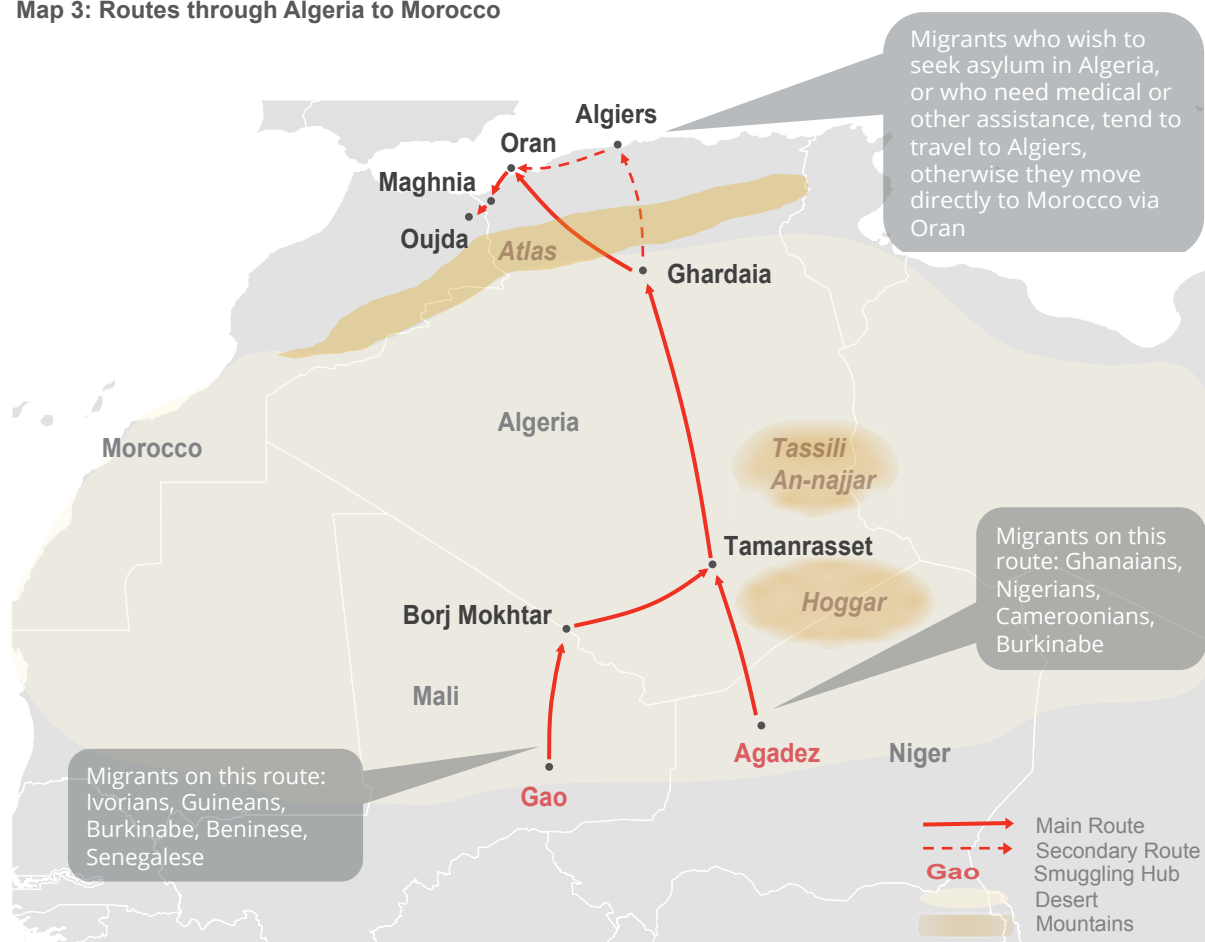 Map 3: Routes through Algeria to Morocco
Migrants who wish to
seek asylum in Algeria,
or who need medical or
other assistance, tend to
travel to Algiers,
otherwise they move
directly to Morocco via
Oran
Algiers
Oran
Maghnia
Oujda
Atlas
Ghardaia
Algeria
Morocco
Tassili
An-najjar
Tamanrasset
Migrants on this
route: Ghanaians,
Nigerians,
Cameroonians,
Burkinabe
Hoggar
Borj Mokhtar
Mali
Agadez
Niger
Gao
Migrants on this route:
Ivorians, Guineans,
Burkinabe, Beninese,
Senegalese
Main Route
Secondary Route
Gao Smuggling Hub
Desert
Mountains